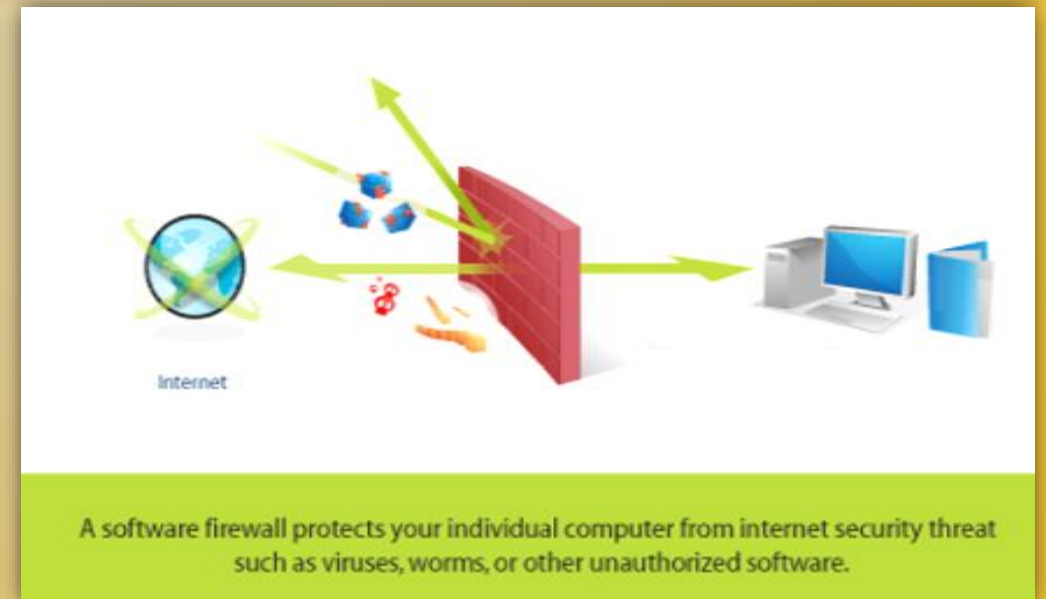 Internet
A software firewall protects your individual computer from internet security threat
such as viruses, worms, or other unauthorized software.